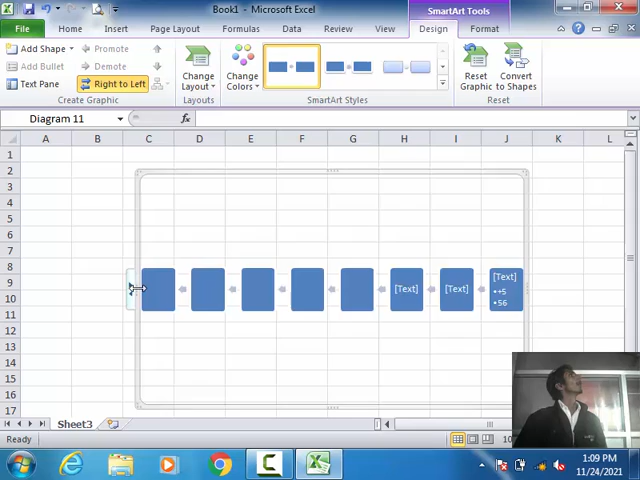 Book1 - Microsoft Excel
SmartArt Tools
File
Home
Insert
Page Layout
Formulas
Data
Review
View
Design
Format
Add Shape
Promote
Add Bullet
Demote
Text Pane
Right to Left
Create Graphic
Change Layout
Layouts
Change Colors
SmartArt Styles
Reset Graphic
Convert to Shapes
Reset
Diagram 11
fx
A B C D E F G H I J K L
1
2
3
4
5
6
7
8
9
10
11
12
13
14
15
16
17
[Text] [Text] [Text]
•+5
•56
Sheet3
Ready
1:09 PM
11/24/2021